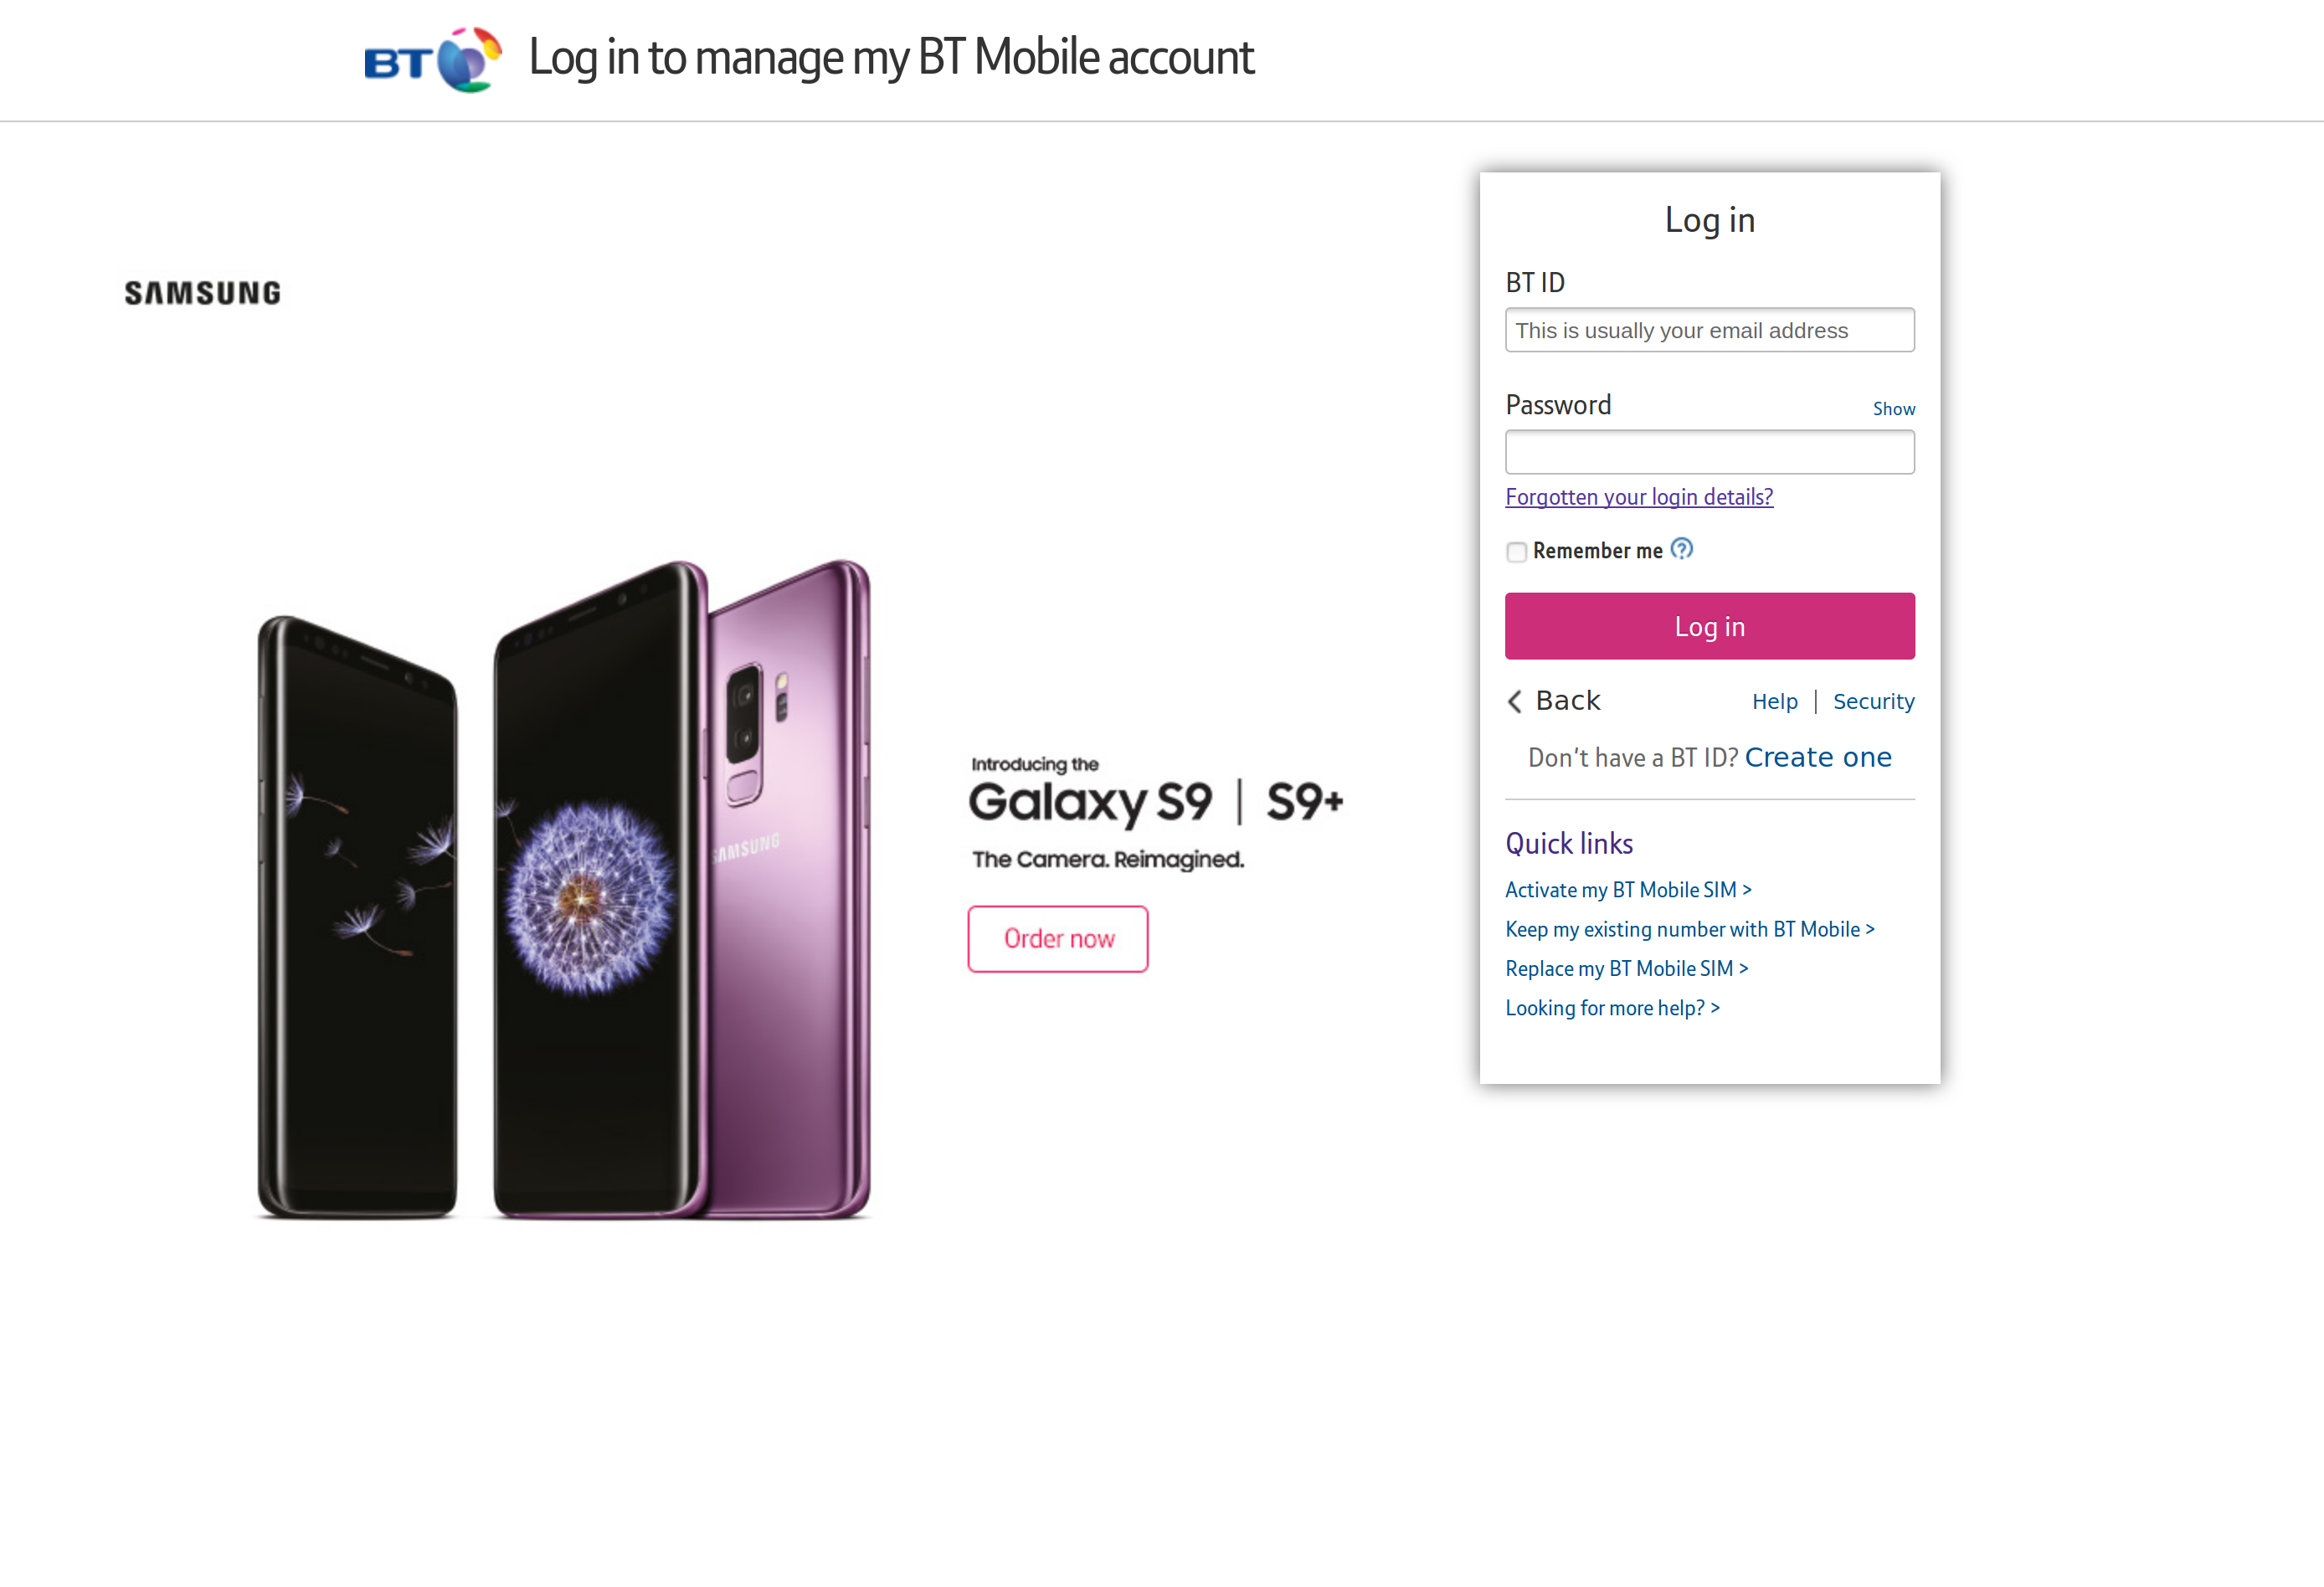 BT
Log in to manage my BT Mobile account
SAMSUNG
SAMSUNG
Introducing the
Galaxy S9 | S9+
The Camera. Reimagined.
Order now
Log in
BT ID
This is usually your email address
Password Show
Forgotten your login details?
Remember me ?
Log in
Back Help | Security
Don't have a BT ID? Create one
Quick links
Activate my BT Mobile SIM >
Keep my existing number with BT Mobile >
Replace my BT Mobile SIM >
Looking for more help? >